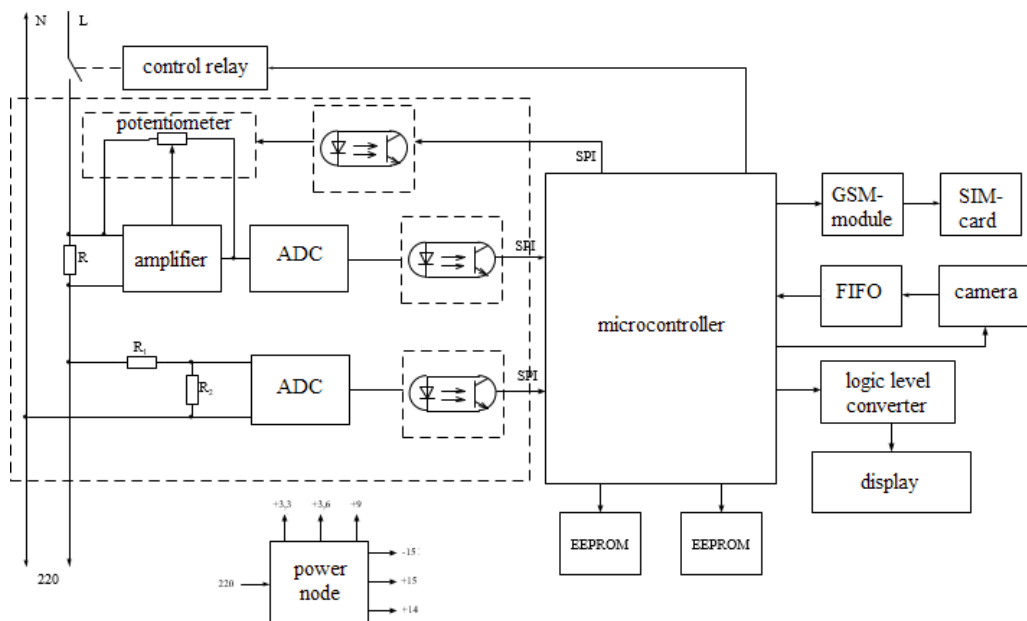 N L
control relay
potentiometer
SPI
R
amplifier
ADC
SPI
GSM-
module
SIM-
card
microcontroller
FIFO
camera
R1
R2
ADC
SPI
logic level
converter
display
EEPROM
EEPROM
+3,3 +3,6 +9
220
220
power
node
-15
+15
+14